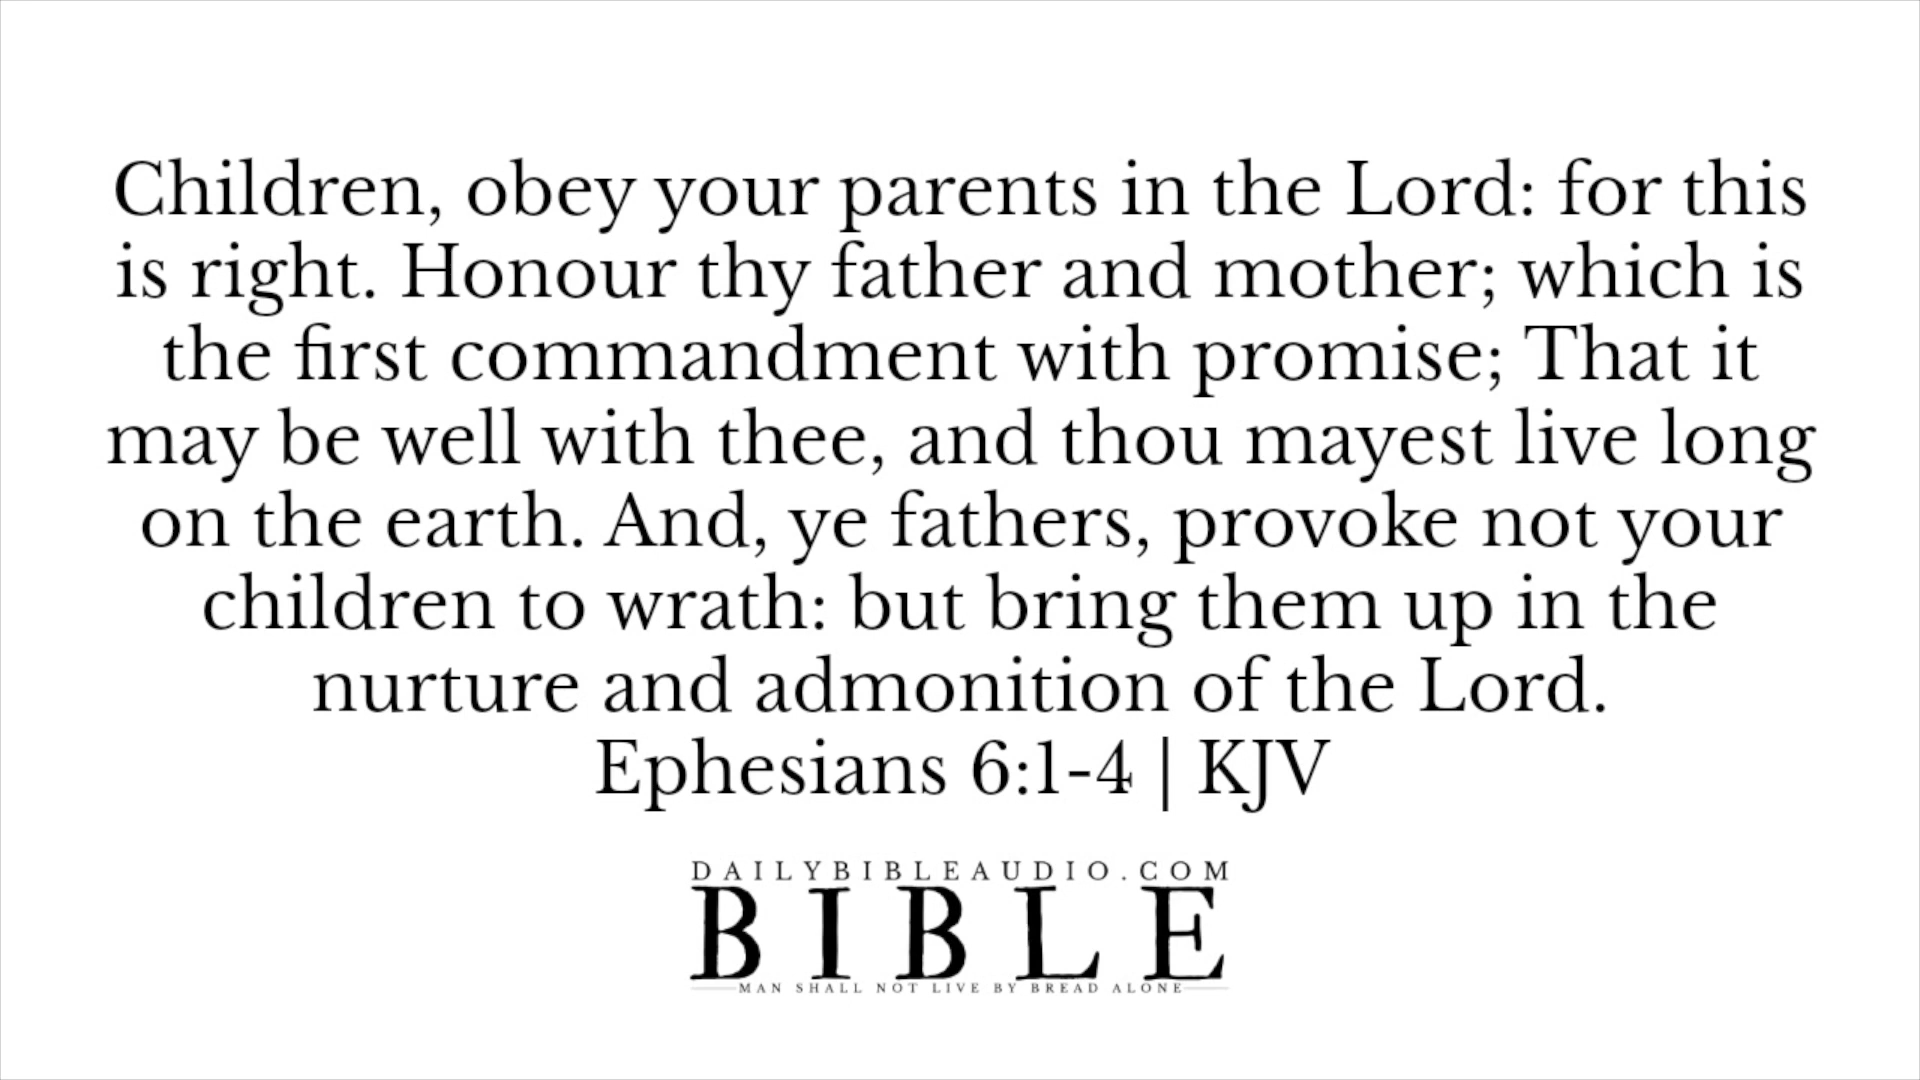 Children, obey your parents in the Lord: for this
is right. Honour thy father and mother; which is
the first commandment with promise; That it
may be well with thee, and thou mayest live long
on the earth. And, ye fathers, provoke not your
children to wrath: but bring them up in the
nurture and admonition of the Lord.
Ephesians 6:1-4 | KJV
DAILYBIBLEAUDIO.COM
BIBLE
MAN SHALL NOT LIVE BY BREAD ALONE